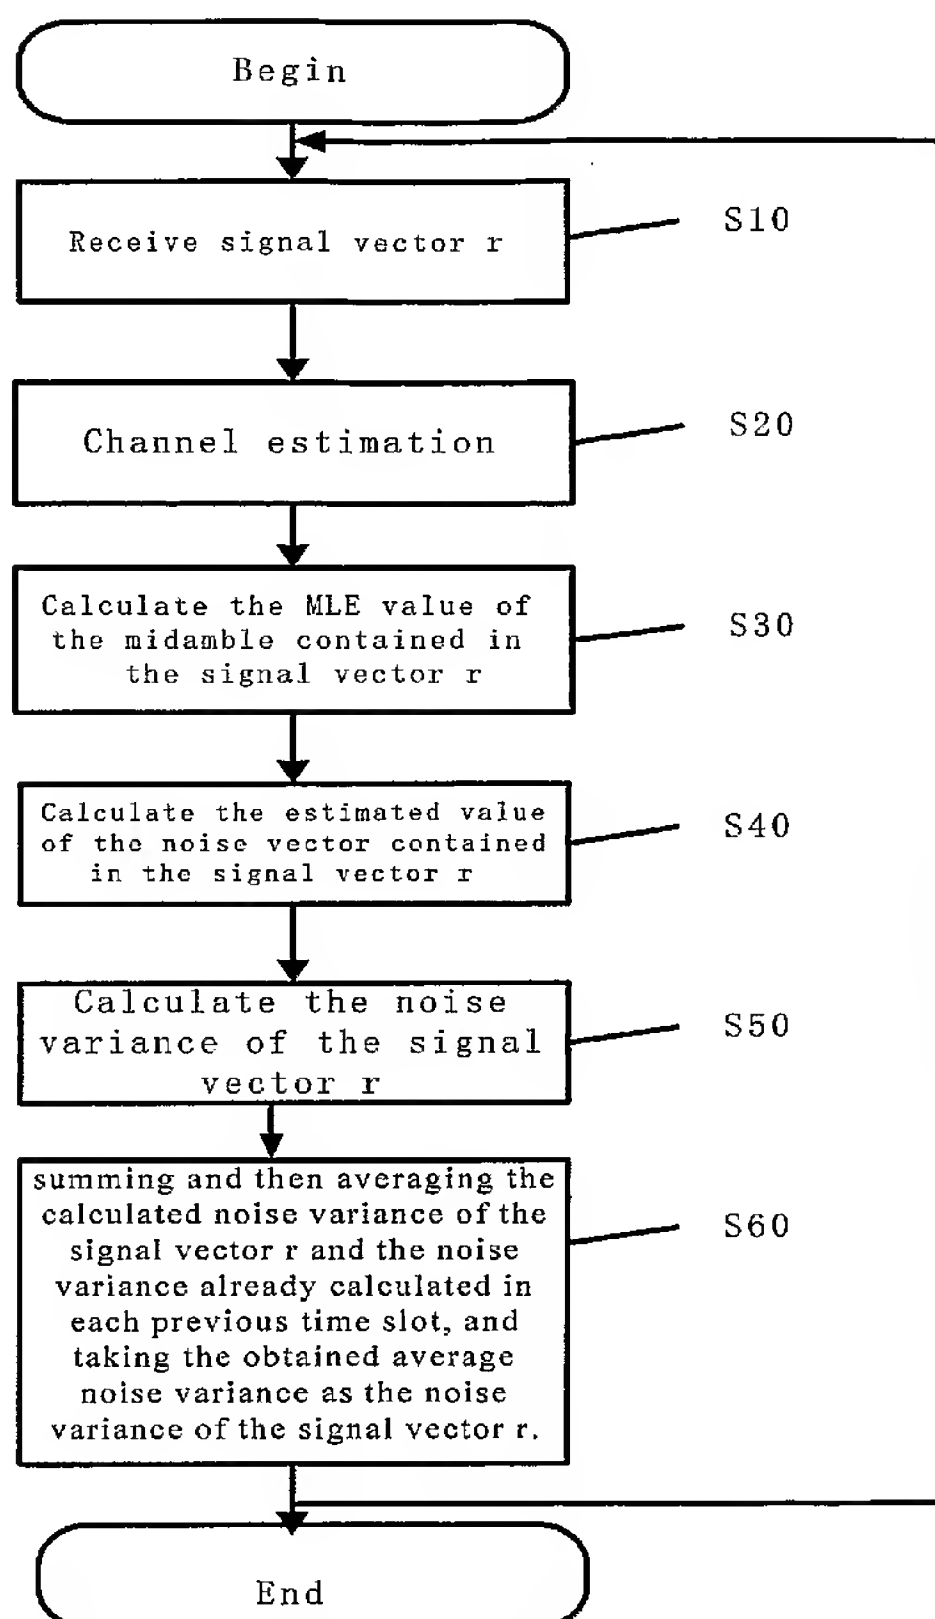 Begin
Receive signal vector r
S10
Channel estimation
S20
Calculate the MLE value of
the midamble contained in
the signal vector r
S30
Calculate the estimated value
of the noise vector contained
in the signal vector r
S40
Calculate the noise
variance of the signal
vector r
S50
summing and then averaging the
calculated noise variance of the
signal vector r and the noise
variance already calculated in
each previous time slot, and
taking the obtained average
noise variance as the noise
variance of the signal vector r.
S60
End